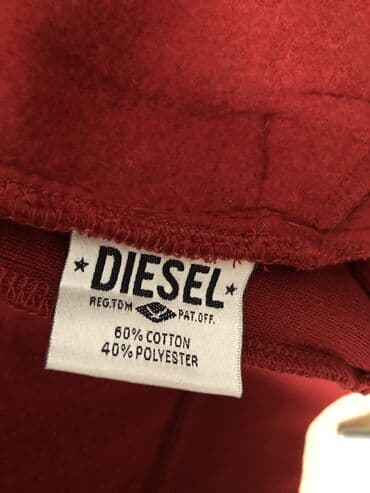 ★ DIESEL ★
REG.TDM PAT.OFF.
60% COTTON
40% POLYESTER